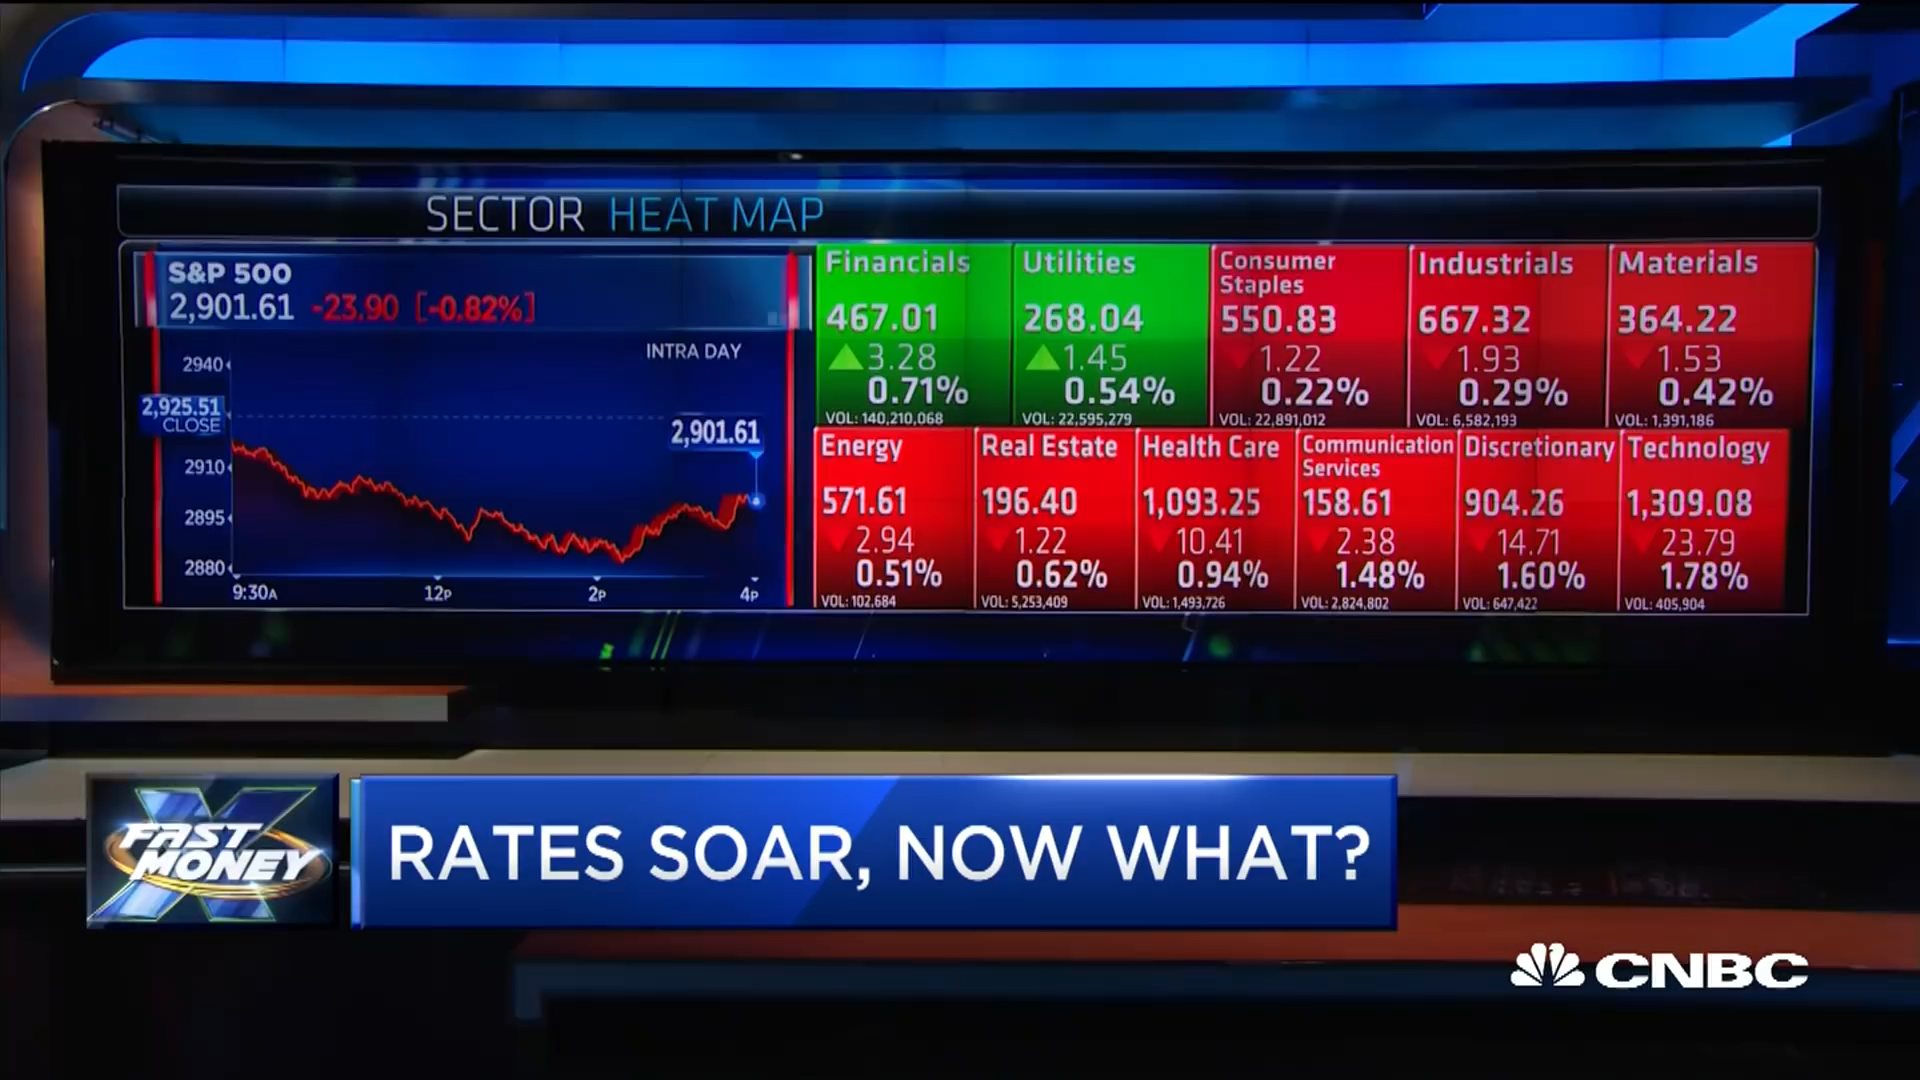 SECTOR HEAT MAP
S&P 500
2,901.61 -23.90 [-0.82%]
INTRA DAY
2940
2,925.51
CLOSE
2,901.61
2910
2895
2880
9:30A 12P 2P 4P
Financials
467.01
3.28
0.71%
VOL: 140,210,068
Utilities
268.04
1.45
0.54%
VOL: 22,595,279
Consumer
Staples
550.83
1.22
0.22%
VOL: 22,891,012
Industrials
667.32
1.93
0.29%
VOL: 6,582,193
Materials
364.22
1.53
0.42%
VOL: 1,391,186
Energy
571.61
2.94
0.51%
VOL: 102,684
Real Estate
196.40
1.22
0.62%
VOL: 5,253,409
Health Care
1,093.25
10.41
0.94%
VOL: 1,493,726
Communication
Services
158.61
2.38
1.48%
VOL: 2,824,802
Discretionary
904.26
14.71
1.60%
VOL: 647,422
Technology
1,309.08
23.79
1.78%
VOL: 405,904
FAST
MONEY
RATES SOAR, NOW WHAT?
CNBC